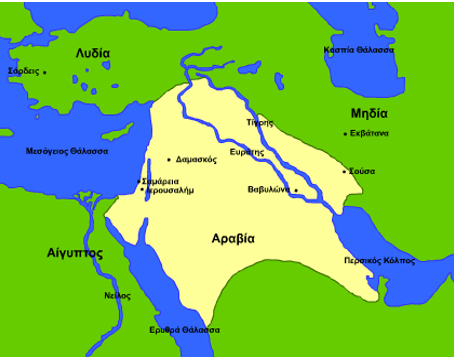 Κασπία Θάλασσα
Λυδία
Σάρδεις
Μηδία
Τίγρης
Εκβάτανα
Μεσόγειος Θάλασσα
Ευφράτης
Δαμασκός
Σούσα
Σαμάρεια
Ιερουσαλήμ
Βαβυλώνα
Αραβία
Αίγυπτος
Περσικός Κόλπος
Νείλος
Ερυθρά Θάλασσα